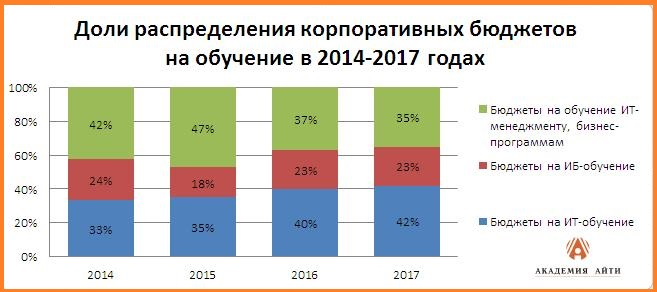 Доли распределения корпоративных бюджетов
на обучение в 2014-2017 годах
100%
80%
60%
40%
20%
0%
42%
47%
37%
35%
24%
18%
23%
23%
33%
35%
40%
42%
2014
2015
2016
2017
Бюджеты на обучение ИТ-
менеджменту, бизнес-
программам
Бюджеты на ИБ-обучение
Бюджеты на ИТ-обучение
АКАДЕМИЯ АЙТИ